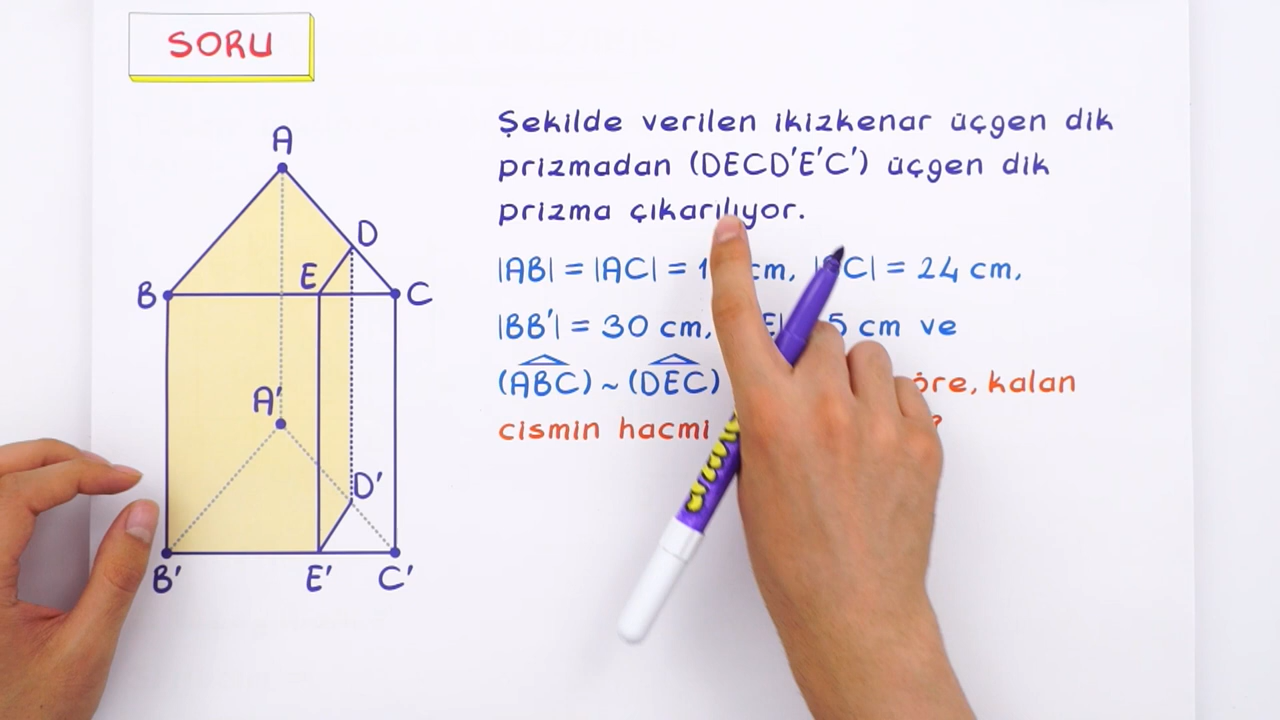 SORU
A
D
E
B
C
A'
D'
B'
E'
C'
Şekilde verilen ikizkenar üçgen dik
prizmadan (DECD'E'C') üçgen dik
prizma çıkarılıyor.
|AB| = |AC| = cm, |= 24 cm,
|BB'| = 30 cm, 5 cm ve
(ABC) ~ (DEC) kalan
cismin hacmi ?